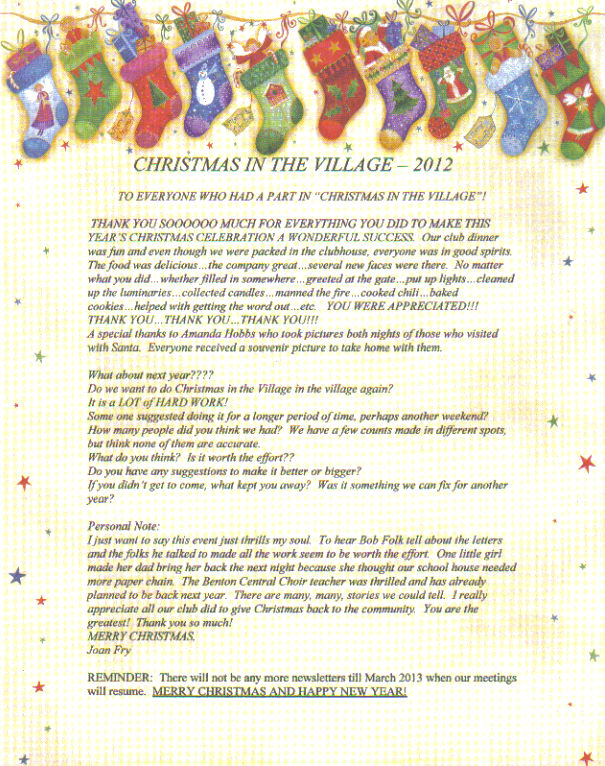 CHRISTMAS IN THE VILLAGE – 2012
TO EVERYONE WHO HAD A PART IN "CHRISTMAS IN THE VILLAGE"!
THANK YOU SOOOOOO MUCH FOR EVERYTHING YOU DID TO MAKE THIS
YEAR'S CHRISTMAS CELEBRATION A WONDERFUL SUCCESS. Our club dinner
was fun and even though we were packed in the clubhouse, everyone was in good spirits.
The food was delicious…the company great…several new faces were there. No matter
what you did…whether filled in somewhere…greeted at the gate…put up lights…cleaned
up the luminaries…collected candles…manned the fire…cooked chili…baked
cookies…helped with getting the word out…etc. YOU WERE APPRECIATED!!!
THANK YOU…THANK YOU…THANK YOU!!!
A special thanks to Amanda Hobbs who took pictures both nights of those who visited
with Santa. Everyone received a souvenir picture to take home with them.
What about next year????
Do we want to do Christmas in the Village in the village again?
It is a LOT of HARD WORK!
Some one suggested doing it for a longer period of time, perhaps another weekend?
How many people did you think we had? We have a few counts made in different spots,
but think none of them are accurate.
What do you think? Is it worth the effort??
Do you have any suggestions to make it better or bigger?
If you didn't get to come, what kept you away? Was it something we can fix for another
year?
Personal Note:
I just want to say this event just thrills my soul. To hear Bob Folk tell about the letters
and the folks he talked to made all the work seem to be worth the effort. One little girl
made her dad bring her back the next night because she thought our school house needed
more paper chain. The Benton Central Choir teacher was thrilled and has already
planned to be back next year. There are many, many, stories we could tell. I really
appreciate all our club did to give Christmas back to the community. You are the
greatest! Thank you so much!
MERRY CHRISTMAS,
Joan Fry
REMINDER: There will not be any more newsletters till March 2013 when our meetings
will resume. MERRY CHRISTMAS AND HAPPY NEW YEAR!